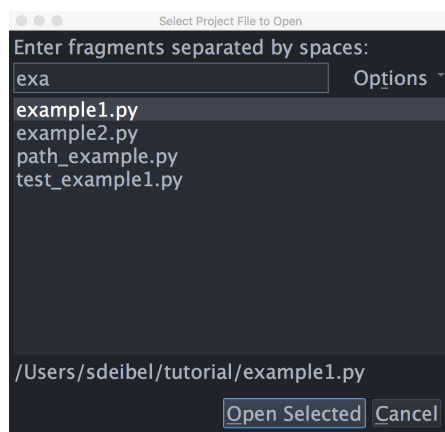 Select Project File to Open
Enter fragments separated by spaces:
exa Options
example1.py
example2.py
path_example.py
test_example1.py
/Users/sdeibel/tutorial/example1.py
Open Selected Cancel